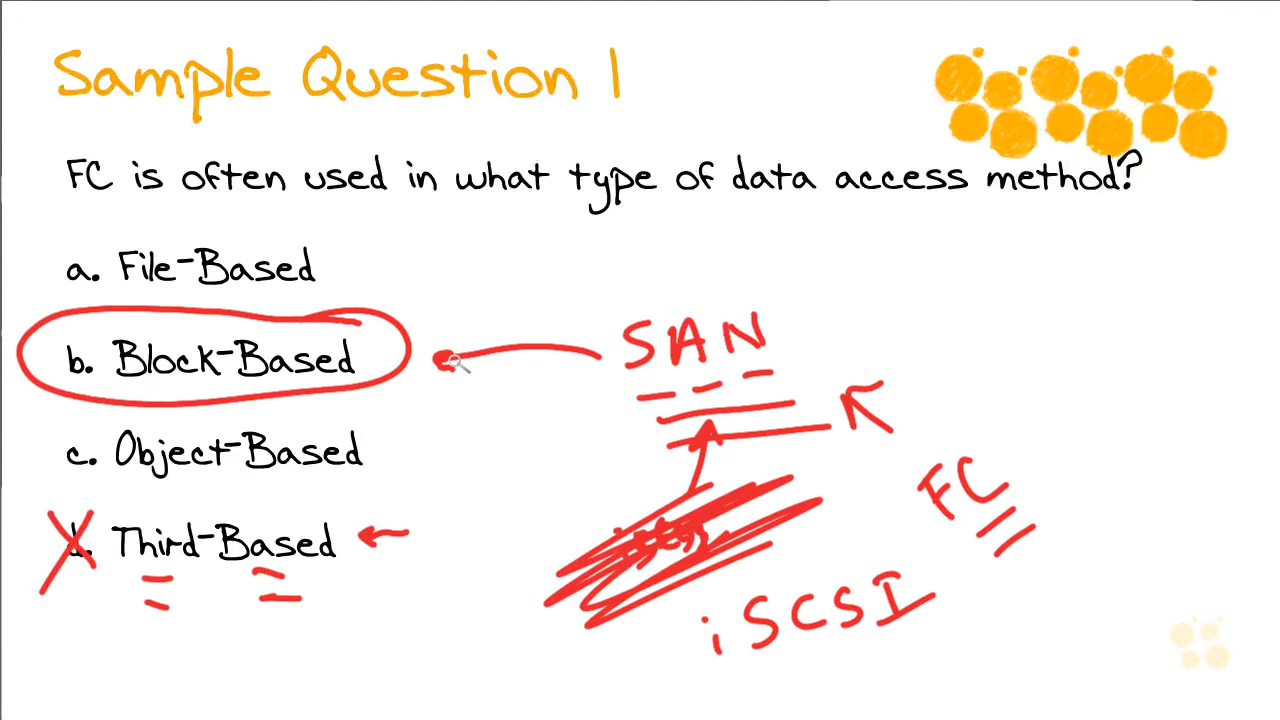 Sample Question 1
FC is often used in what type of data access method?
a. File-Based
b. Block-Based
SAN
c. Object-Based
FC
d. Third-Based
iSCSI